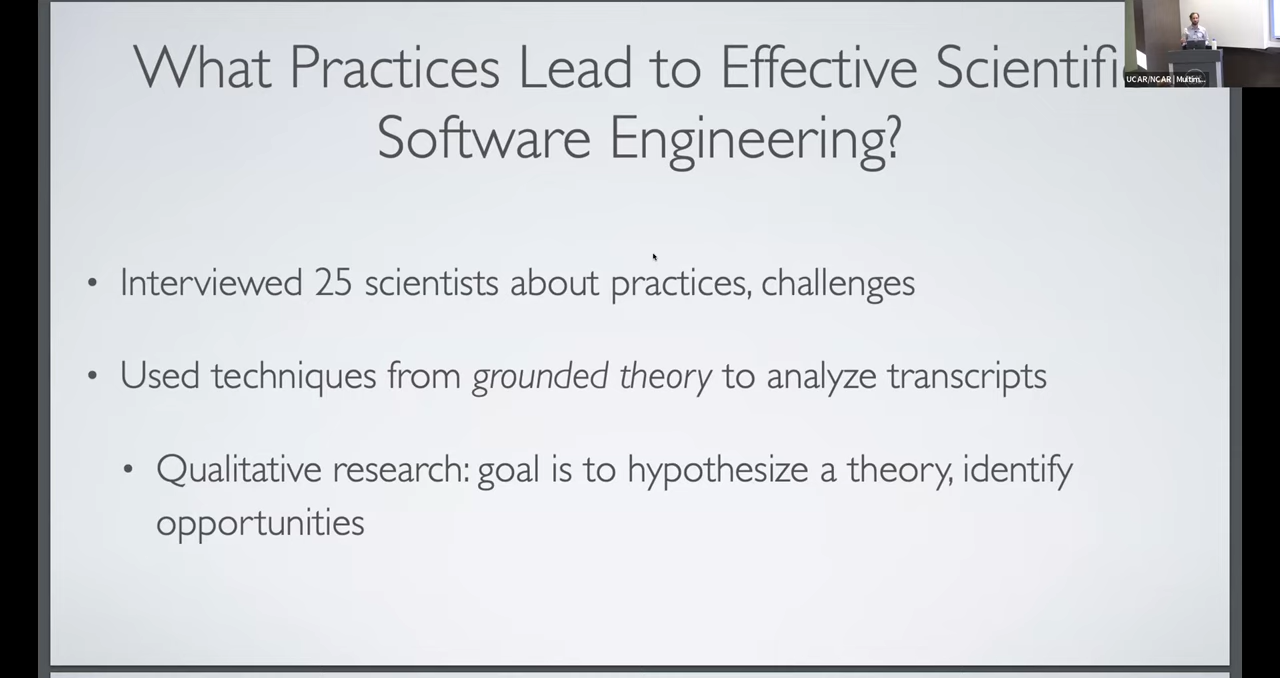 What Practices Lead to Effective Scientifi
Software Engineering?
UCAR/NCAR | Multim...
• Interviewed 25 scientists about practices, challenges
• Used techniques from grounded theory to analyze transcripts
• Qualitative research: goal is to hypothesize a theory, identify
opportunities